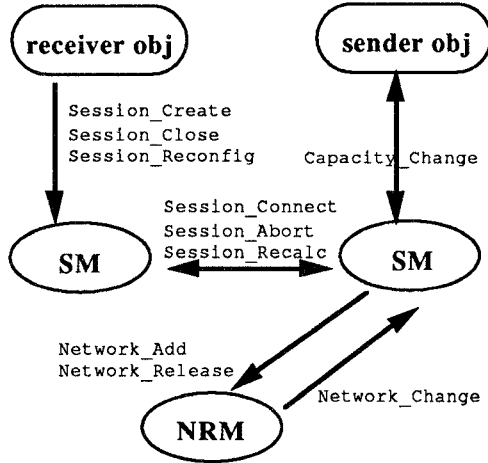 receiver obj
sender obj
Session_Create
Session_Close
Session_Reconfig
Capacity_Change
Session_Connect
Session_Abort
Session_Recalc
SM
SM
Network_Add
Network_Release
Network_Change
NRM